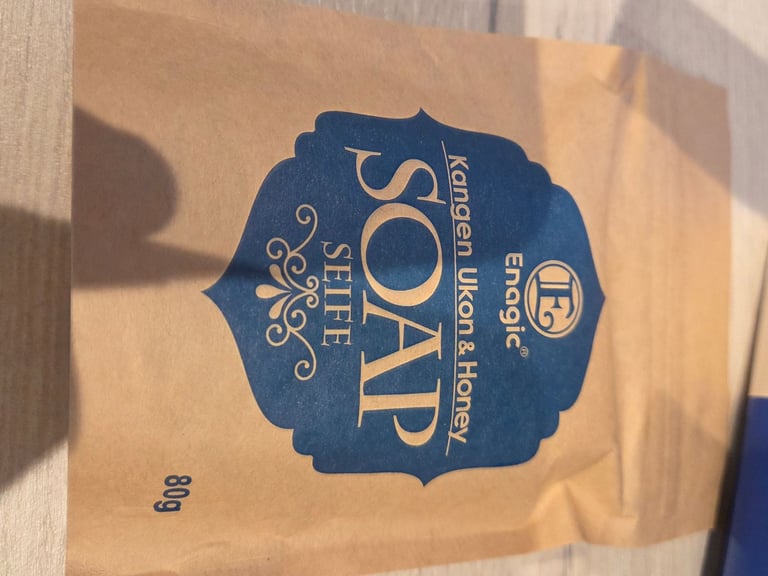 E
Enagic®
Kangen Ukon & Honey
SOAP
SEIFE
80g